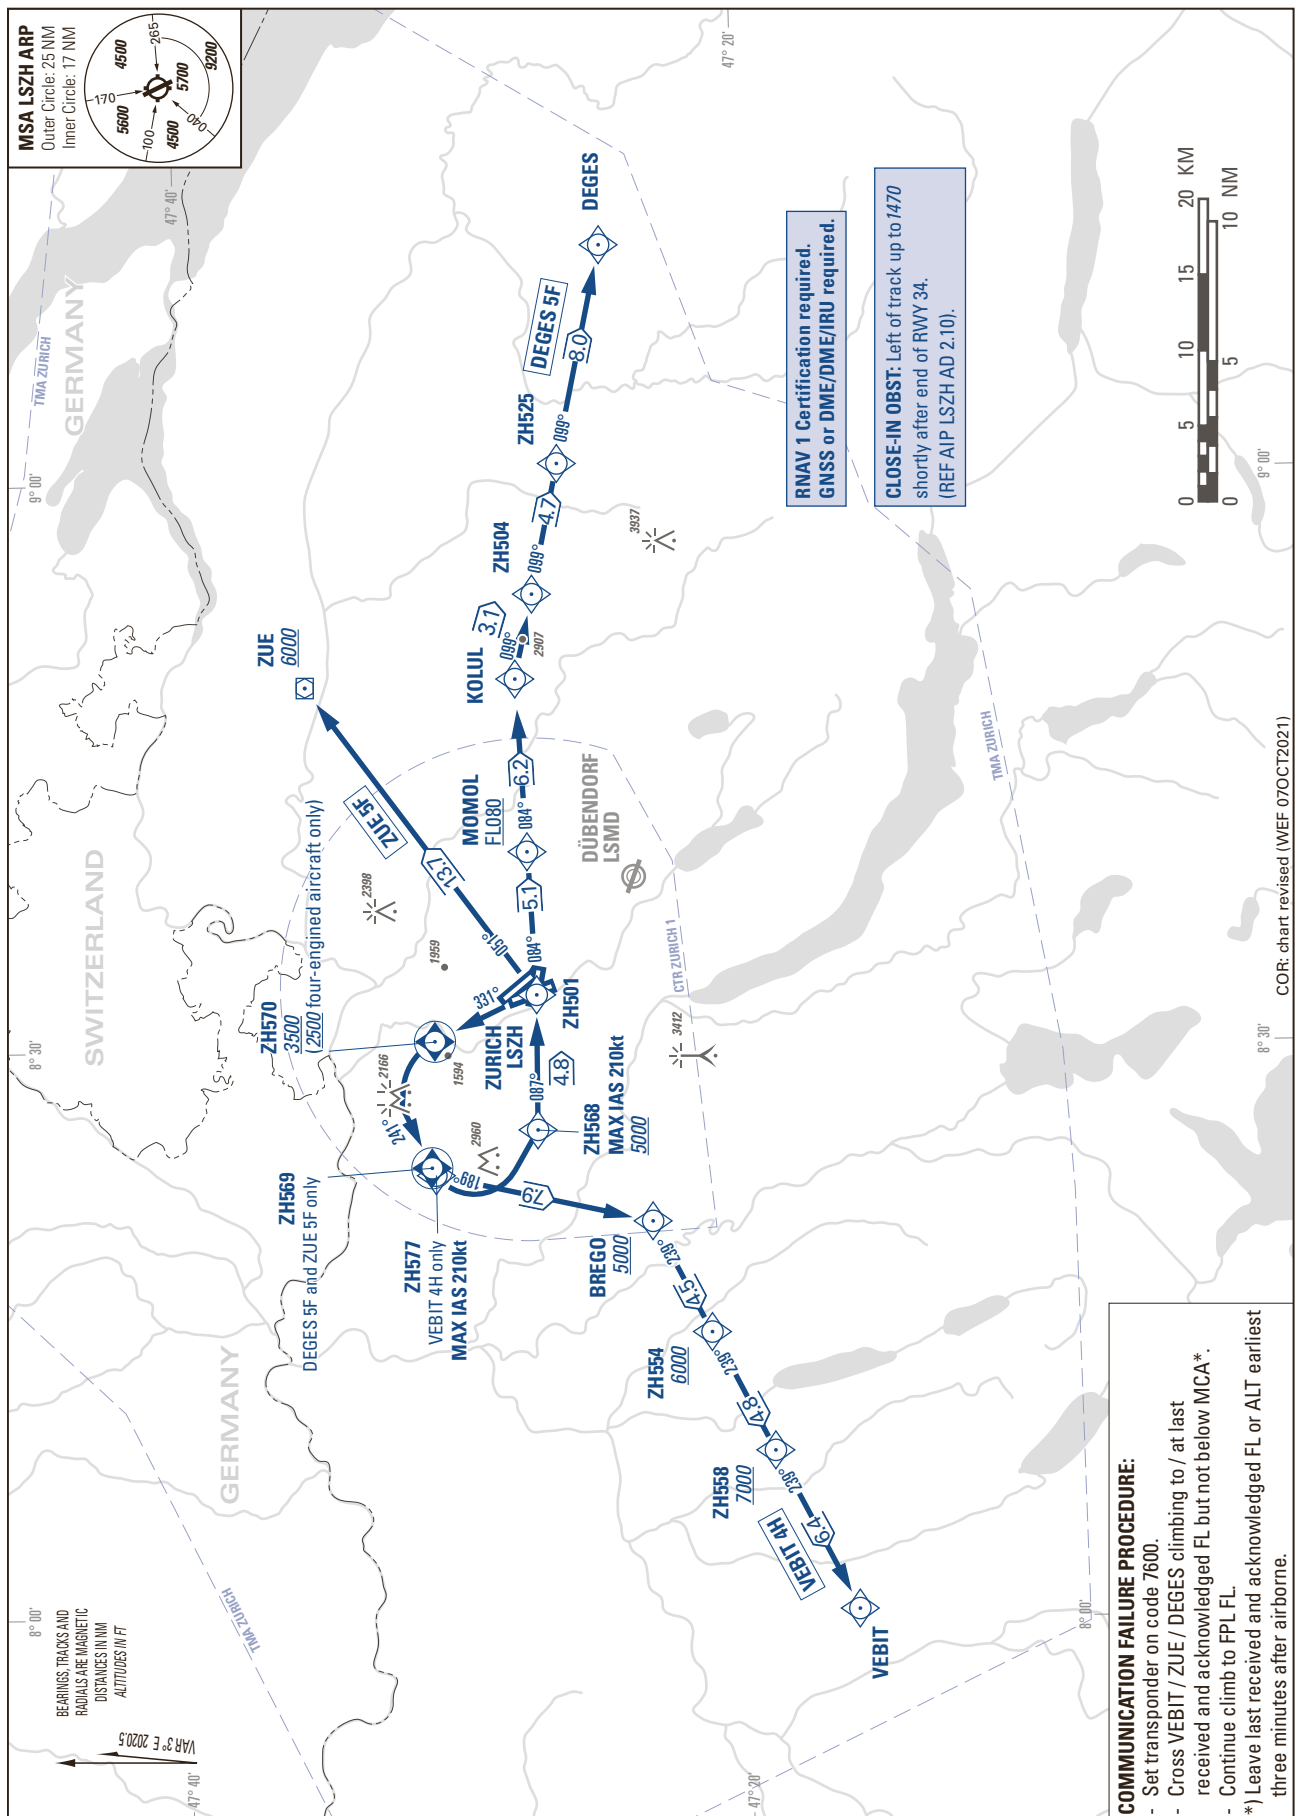 MSA LSZH ARP
Outer Circle: 25 NM
Inner Circle: 17 NM
170
265
100
040
4500
5600
5700
9200
4500
47° 40'
47° 20'
TMA ZURICH
GERMANY
9° 00'
DEGES
DEGES 5F
8.0
099°
ZH525
4.7
099°
ZH504
3.1
099°
KOLUL
2907
3937
ZUE
6000
ZUE 5F
13.7
051°
MOMOL
FL080
6.2
084°
5.1
084°
DÜBENDORF
LSMD
2398
1959
SWITZERLAND
8° 30'
ZH570
3500
(2500 four-engined aircraft only)
331°
ZURICH
LSZH
ZH501
1594
2166
241°
2960
087°
4.8
ZH568
MAX IAS 210kt
5000
3412
CTR ZURICH 1
TMA ZURICH
ZH569
DEGES 5F and ZUE 5F only
ZH577
VEBIT 4H only
MAX IAS 210kt
189°
7.9
BREGO
5000
239°
4.5
ZH554
6000
239°
4.8
ZH558
7000
239°
6.4
VEBIT 4H
VEBIT
GERMANY
TMA ZURICH
8° 00'
BEARINGS, TRACKS AND
RADIALS ARE MAGNETIC
DISTANCES IN NM
ALTITUDES IN FT
VAR 3° E 2020.5
47° 40'
47° 20'
RNAV 1 Certification required.
GNSS or DME/DME/IRU required.
CLOSE-IN OBST: Left of track up to 1470
shortly after end of RWY 34.
(REF AIP LSZH AD 2.10).
0 5 10 15 20 KM
0 5 10 NM
9° 00'
8° 30'
8° 00'
COMMUNICATION FAILURE PROCEDURE:
- Set transponder on code 7600.
- Cross VEBIT / ZUE / DEGES climbing to / at last
received and acknowledged FL but not below MCA*.
- Continue climb to FPL FL.
*) Leave last received and acknowledged FL or ALT earliest
three minutes after airborne.
COR: chart revised (WEF 07OCT2021)